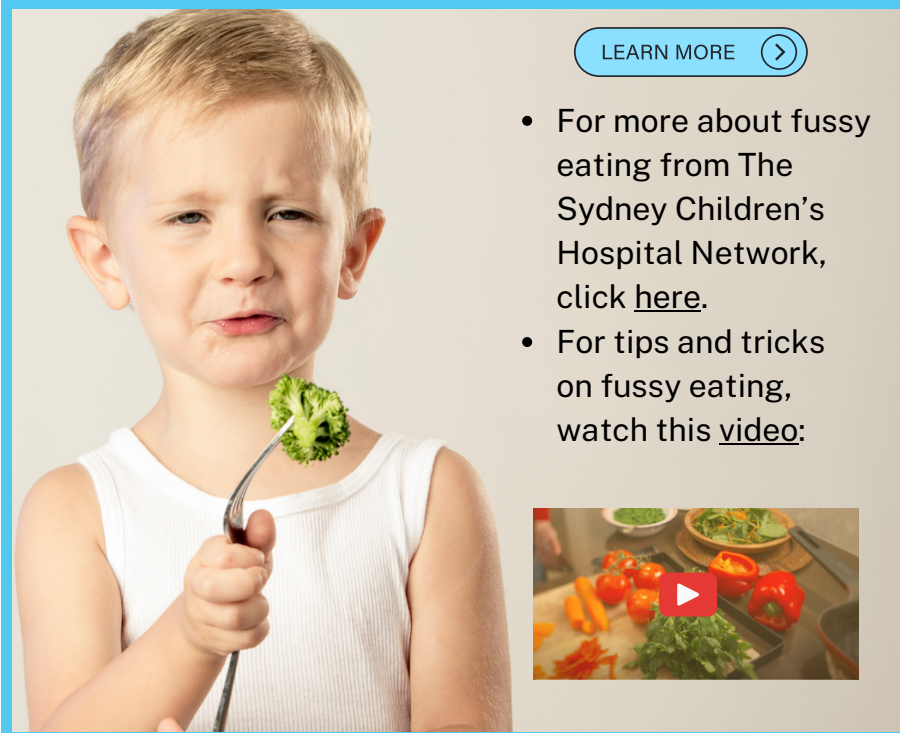 LEARN MORE
• For more about fussy
eating from The
Sydney Children’s
Hospital Network,
click here.
• For tips and tricks
on fussy eating,
watch this video: